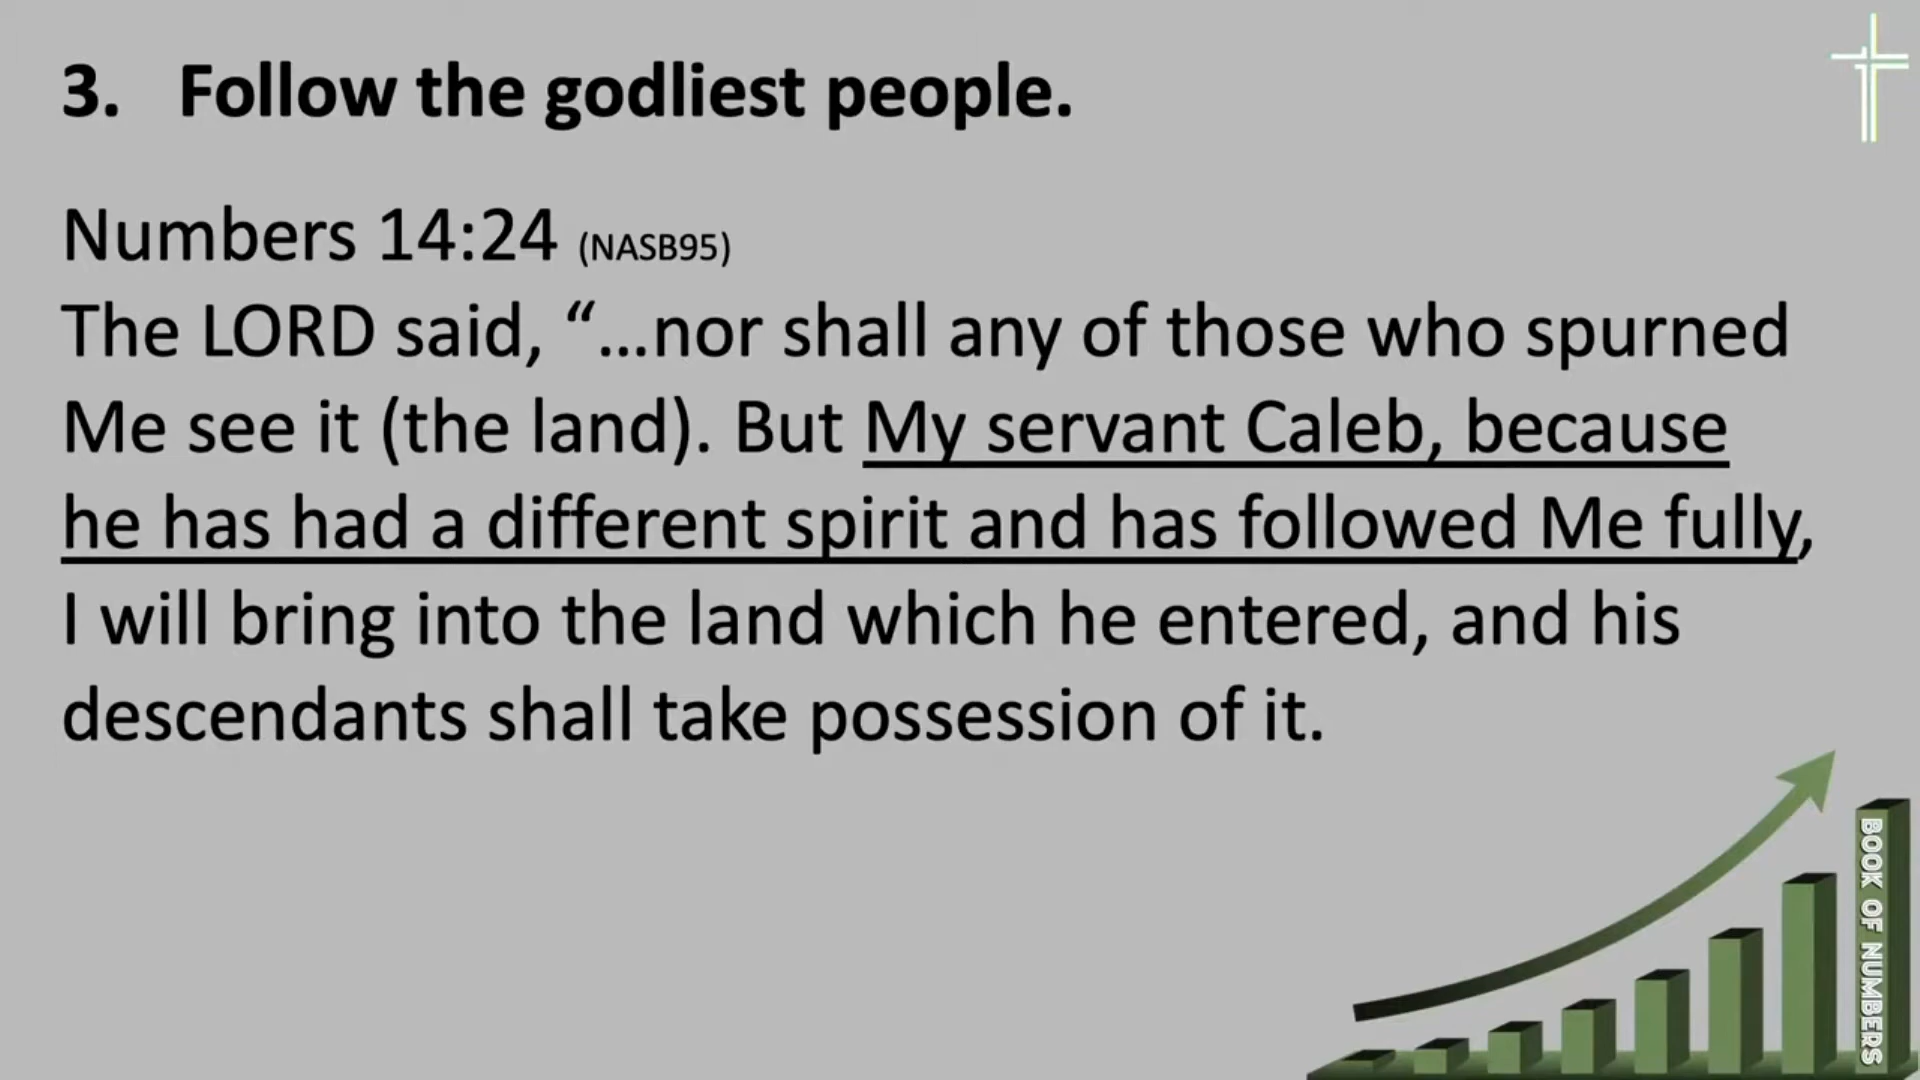 3. Follow the godliest people.
Numbers 14:24 (NASB95)
The LORD said, “...nor shall any of those who spurned
Me see it (the land). But My servant Caleb, because
he has had a different spirit and has followed Me fully,
I will bring into the land which he entered, and his
descendants shall take possession of it.
BOOK OF NUMBERS